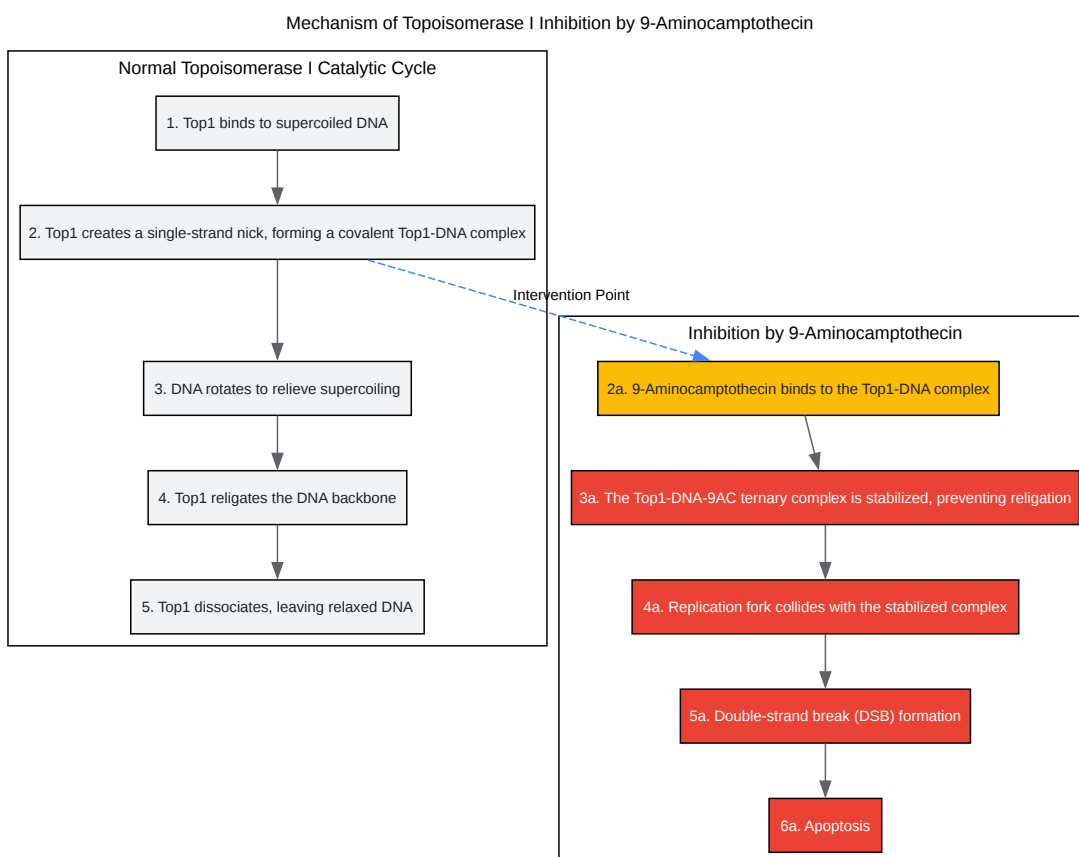 Mechanism of Topoisomerase I Inhibition by 9-Aminocamptothecin
Normal Topoisomerase I Catalytic Cycle
1. Top1 binds to supercoiled DNA
2. Top1 creates a single-strand nick, forming a covalent Top1-DNA complex
Intervention Point
3. DNA rotates to relieve supercoiling
4. Top1 religates the DNA backbone
5. Top1 dissociates, leaving relaxed DNA
Inhibition by 9-Aminocamptothecin
2a. 9-Aminocamptothecin binds to the Top1-DNA complex
3a. The Top1-DNA-9AC ternary complex is stabilized, preventing religation
4a. Replication fork collides with the stabilized complex
5a. Double-strand break (DSB) formation
6a. Apoptosis